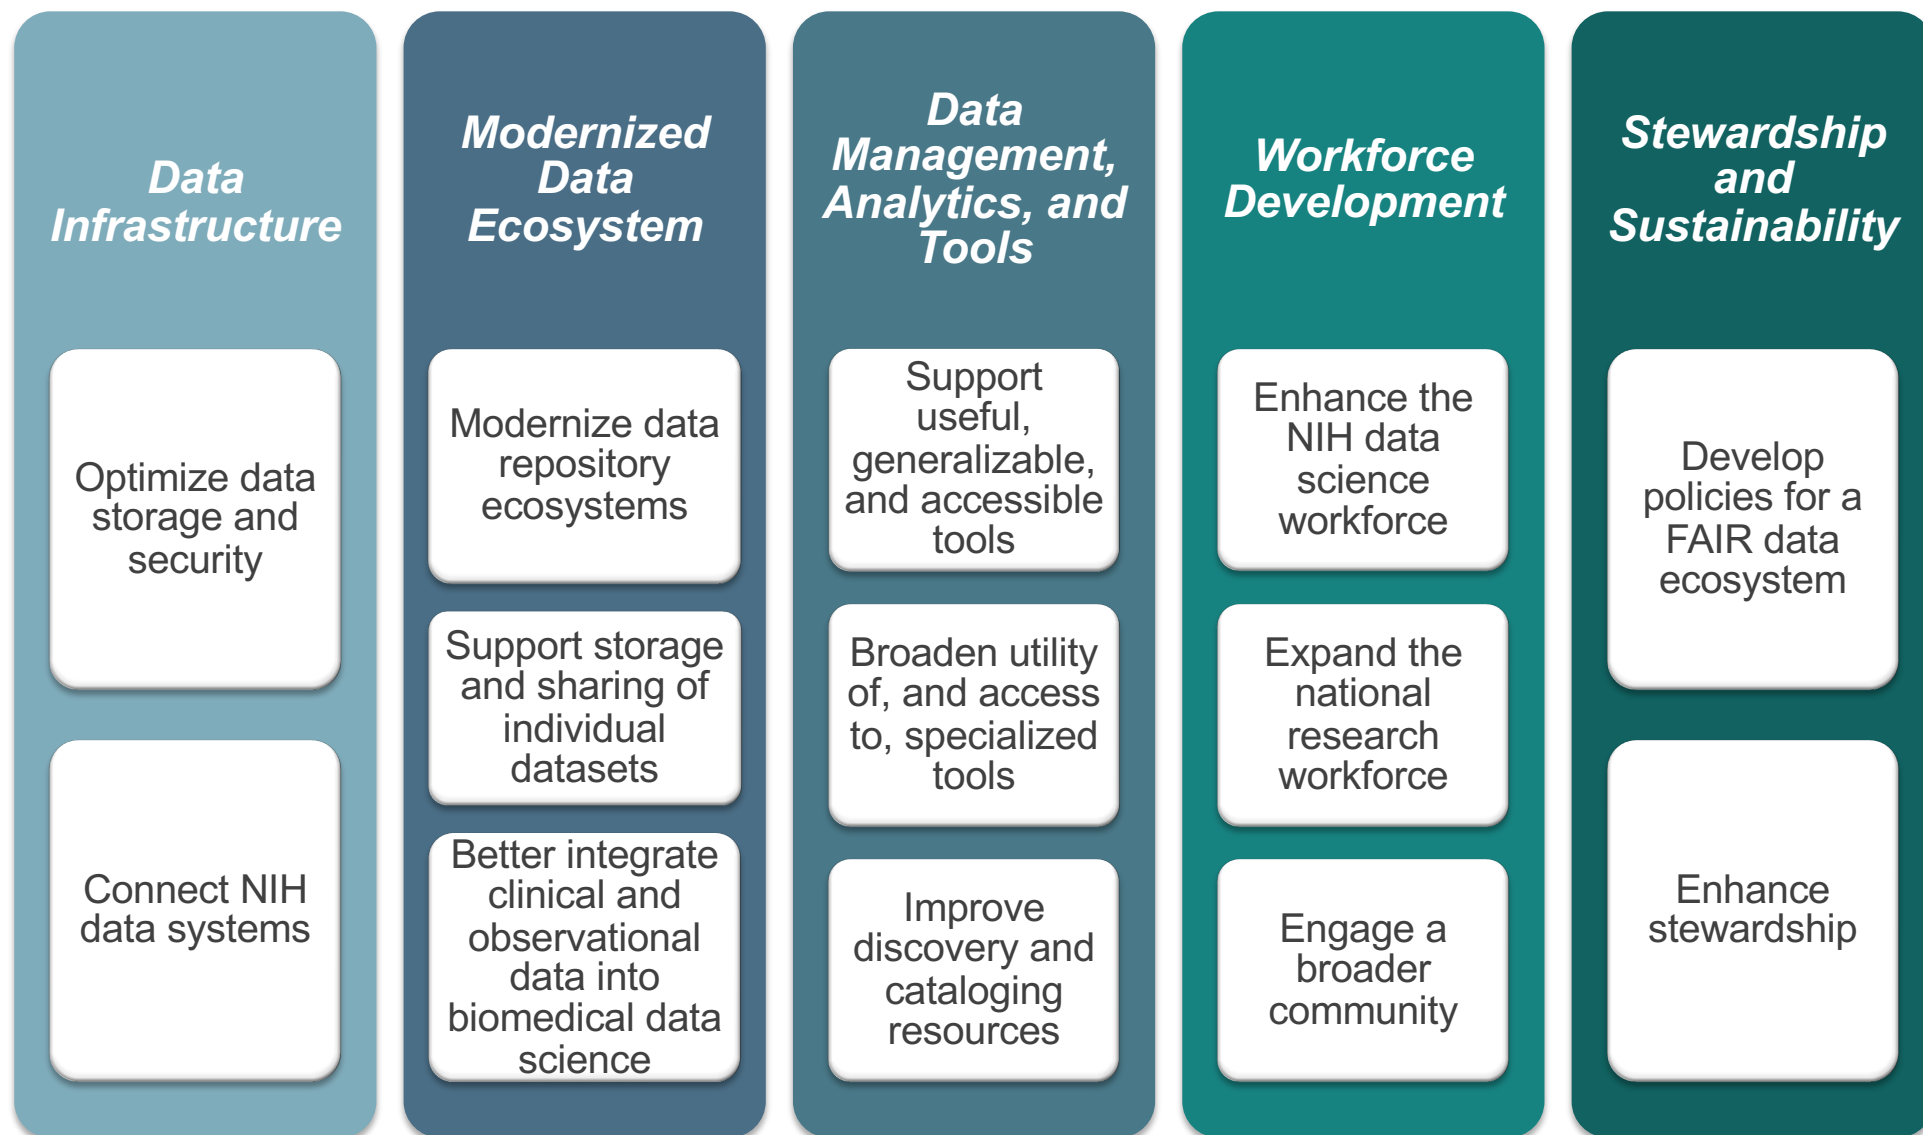 Data
Infrastructure
Optimize data
storage and
security
Connect NIH
data systems
Modernized
Data
Ecosystem
Modernize data
repository
ecosystems
Support storage
and sharing of
individual
datasets
Better integrate
clinical and
observational
data into
biomedical data
science
Data
Management,
Analytics, and
Tools
Support
useful,
generalizable,
and accessible
tools
Broaden utility
of, and access
to, specialized
tools
Improve
discovery and
cataloging
resources
Workforce
Development
Enhance the
NIH data
science
workforce
Expand the
national
research
workforce
Engage a
broader
community
Stewardship
and
Sustainability
Develop
policies for a
FAIR data
ecosystem
Enhance
stewardship